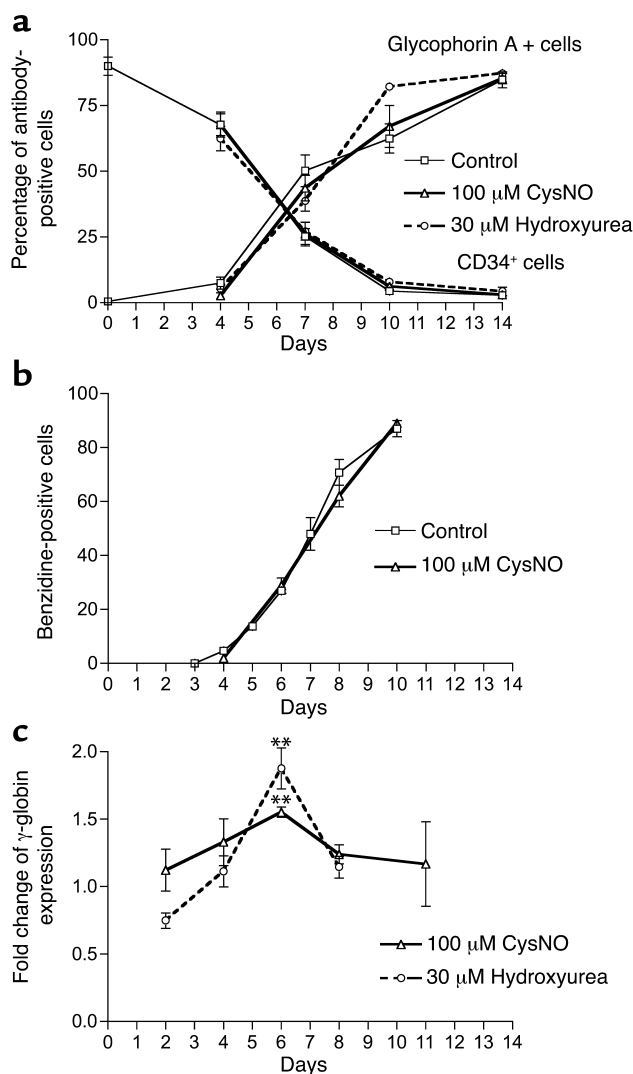 a
Percentage of antibody-
positive cells
100
75
50
25
0
Glycophorin A + cells
Control
100 μM CysNO
30 μM Hydroxyurea
CD34+ cells
0 1 2 3 4 5 6 7 8 9 10 11 12 13 14
Days
b
Benzidine-positive cells
100
80
60
40
20
0
Control
100 μM CysNO
0 1 2 3 4 5 6 7 8 9 10 11 12 13 14
Days
c
Fold change of γ-globin
expression
2.0
1.5
1.0
0.5
0.0
**
**
100 μM CysNO
30 μM Hydroxyurea
0 1 2 3 4 5 6 7 8 9 10 11 12 13 14
Days